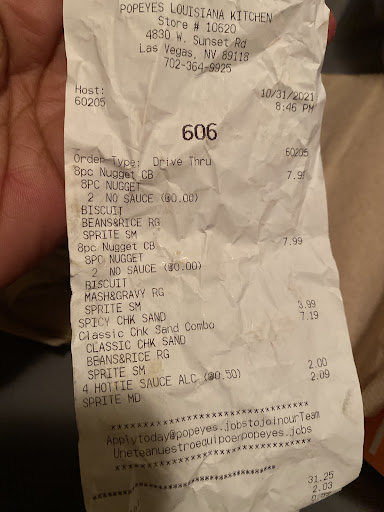 POPEYES LOUISIANA KITCHEN
Store # 10620
4830 W. Sunset Rd
Las Vegas, NV 89118
702-364-9925
Host: 10/31/2021
60205 8:46 PM
606
60205
Order Type: Drive Thru
8pc Nugget CB 7.99
8PC NUGGET
2 NO SAUCE (@0.00)
BISCUIT
BEANS&RICE RG
SPRITE SM
8pc Nugget CB 7.99
8PC NUGGET
2 NO SAUCE (@0.00)
BISCUIT
MASH&GRAVY RG
SPRITE SM
SPICY CHK SAND 3.99
Classic Chk Sand Combo 7.19
CLASSIC CHK SAND
BEANS&RICE RG
SPRITE SM
4 HOTTIE SAUCE ALC (@0.50) 2.00
SPRITE MD 2.09
Applytoday@popeyes.jobstojoinourTeam
Uneteanuestroequipoenpopeyes.jobs
31.25
2.03